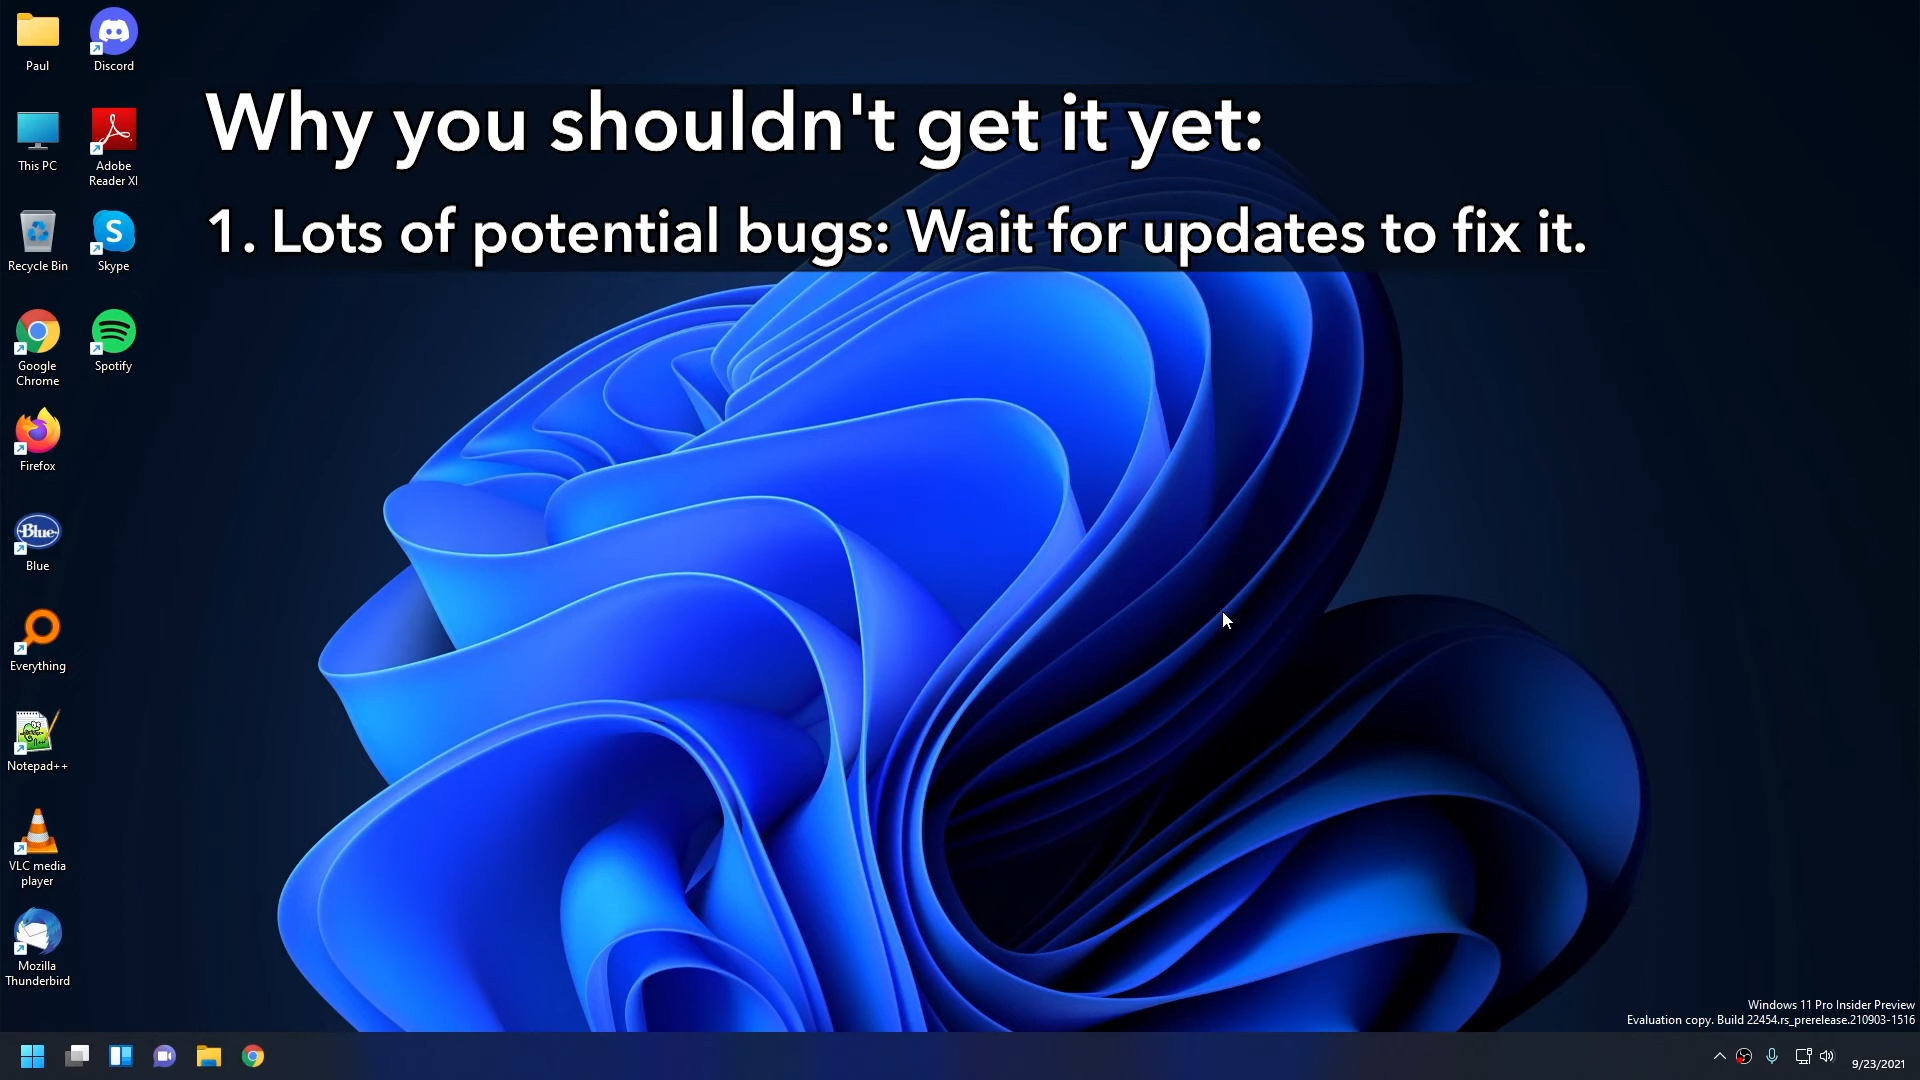 Why you shouldn't get it yet:
1. Lots of potential bugs: Wait for updates to fix it.
Paul
Discord
This PC
Adobe
Reader XI
Recycle Bin
Skype
Google
Chrome
Spotify
Firefox
Blue
Blue
Everything
Notepad++
VLC media
player
Mozilla
Thunderbird
Windows 11 Pro Insider Preview
Evaluation copy. Build 22454.rs_prerelease.210903-1516
9/23/2021